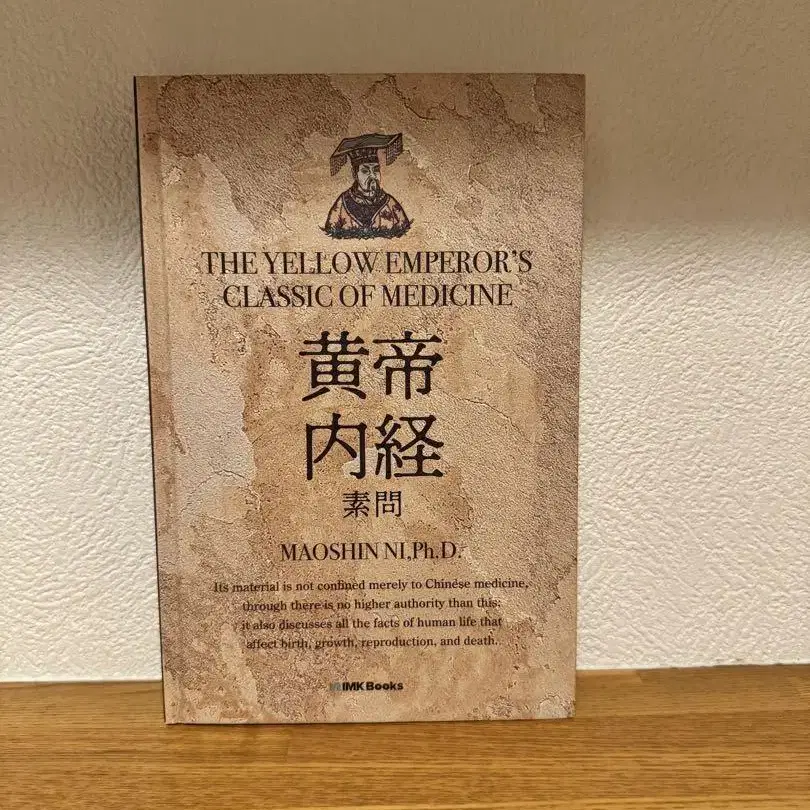 THE YELLOW EMPEROR'S
CLASSIC OF MEDICINE
黄帝
内経
素問
MAOSHIN NI,Ph.D.
Its material is not confined merely to Chinese medicine,
through there is no higher authority than this:
it also discusses all the facts of human life that
affect birth, growth, reproduction, and death.
IMK Books